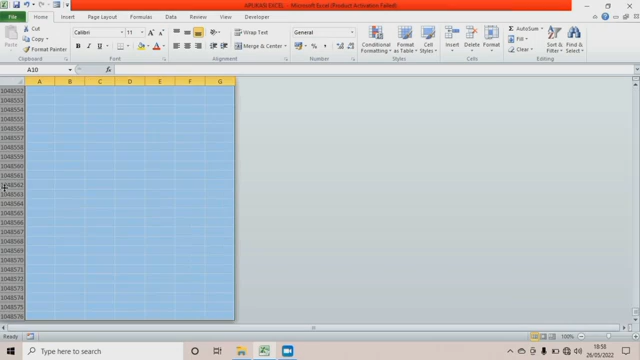 APLIKASI EXCEL - Microsoft Excel (Product Activation Failed)
File Home Insert Page Layout Formulas Data Review View Developer
Paste Cut Calibri 11 Wrap Text General Conditional Formatting Format as Table Cell Styles Insert Delete Format AutoSum Sort & Filter Find & Select
Copy Merge & Center Fill
Format Painter Clear
Clipboard Font Alignment Number Styles Cells Editing
A10 fx
A B C D E F G
1048552
1048553
1048554
1048555
1048556
1048557
1048558
1048559
1048560
1048561
1048562
1048563
1048564
1048565
1048566
1048567
1048568
1048569
1048570
1048571
1048572
1048573
1048574
1048575
1048576
Ready 100%
Type here to search 18:58
26/05/2022